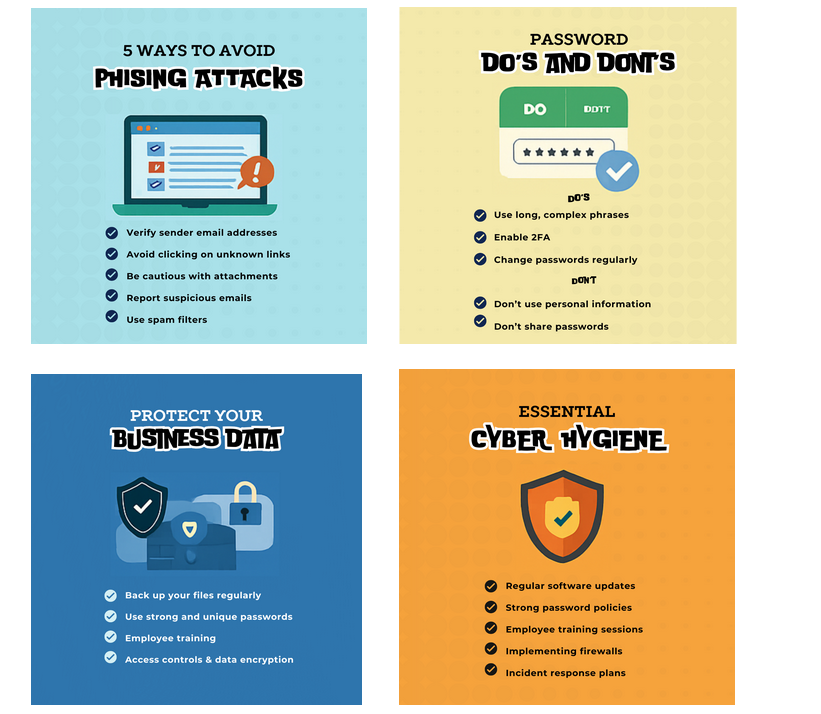 5 WAYS TO AVOID
PHISING ATTACKS
Verify sender email addresses
Avoid clicking on unknown links
Be cautious with attachments
Report suspicious emails
Use spam filters
PASSWORD
DO'S AND DONT'S
DO
DDTT
DO'S
Use long, complex phrases
Enable 2FA
Change passwords regularly
DONT
Don't use personal information
Don't share passwords
PROTECT YOUR
BUSINESS DATA
Back up your files regularly
Use strong and unique passwords
Employee training
Access controls & data encryption
ESSENTIAL
CYBER HYGIENE
Regular software updates
Strong password policies
Employee training sessions
Implementing firewalls
Incident response plans